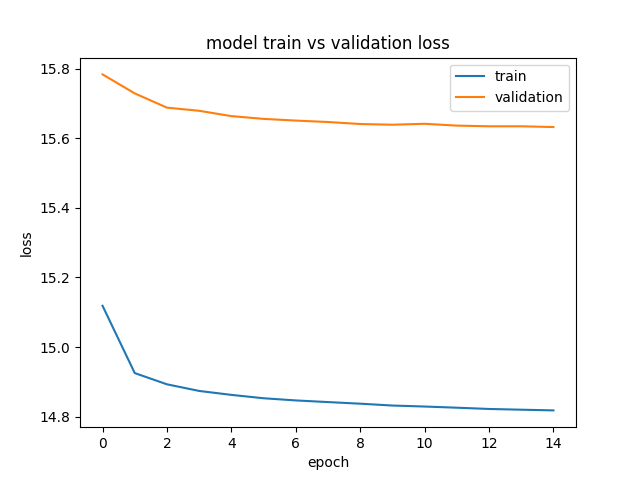 model train vs validation loss
train
validation
15.8
15.6
15.4
15.2
15.0
14.8
loss
0 2 4 6 8 10 12 14
epoch